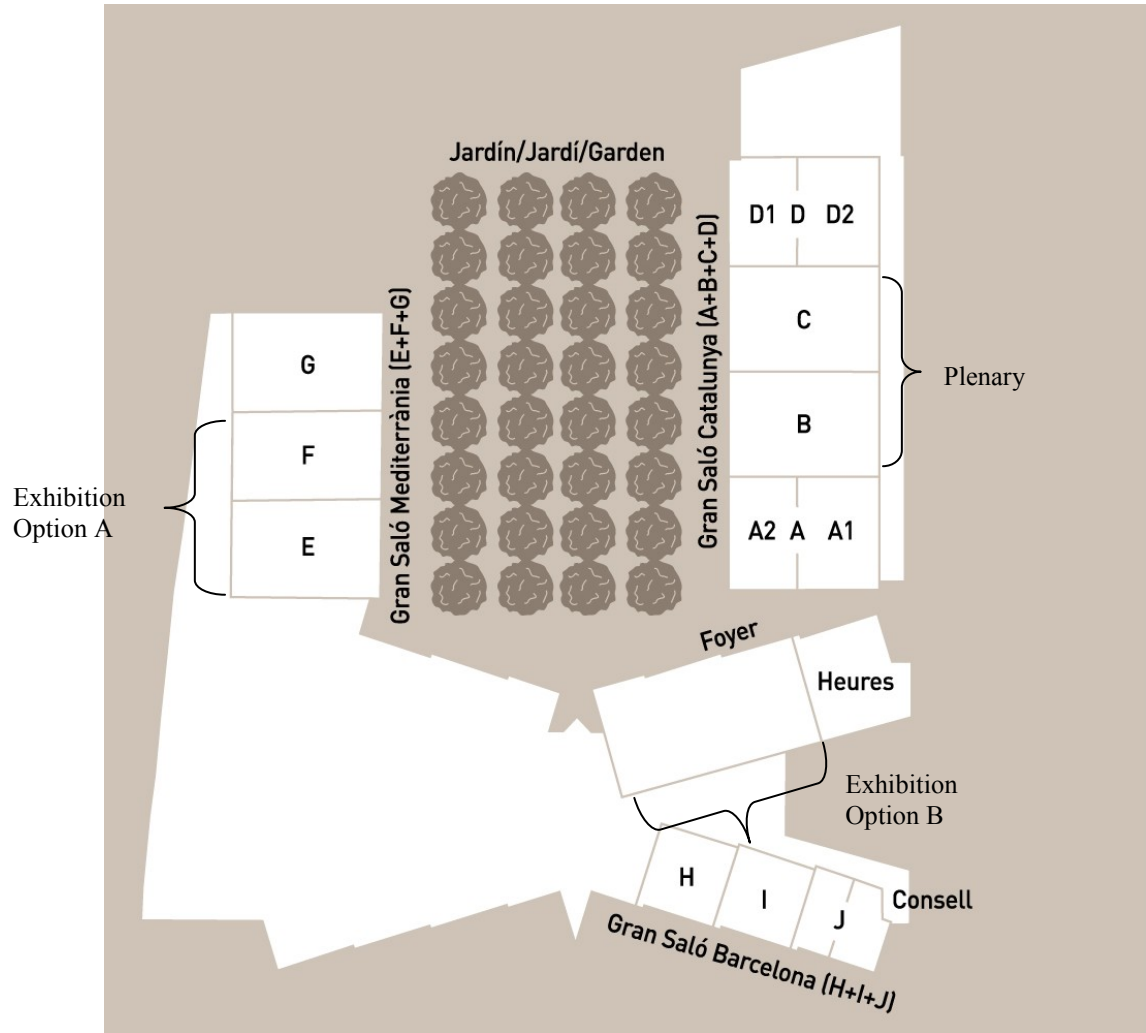 Jardín/Jardí/Garden
D1 D D2
C
B
A2 A A1
Gran Saló Catalunya (A+B+C+D)
Plenary
G
F
E
Gran Saló Mediterrània (E+F+G)
Exhibition
Option A
Foyer
Heures
Exhibition
Option B
H
I
J
Consell
Gran Saló Barcelona (H+I+J)